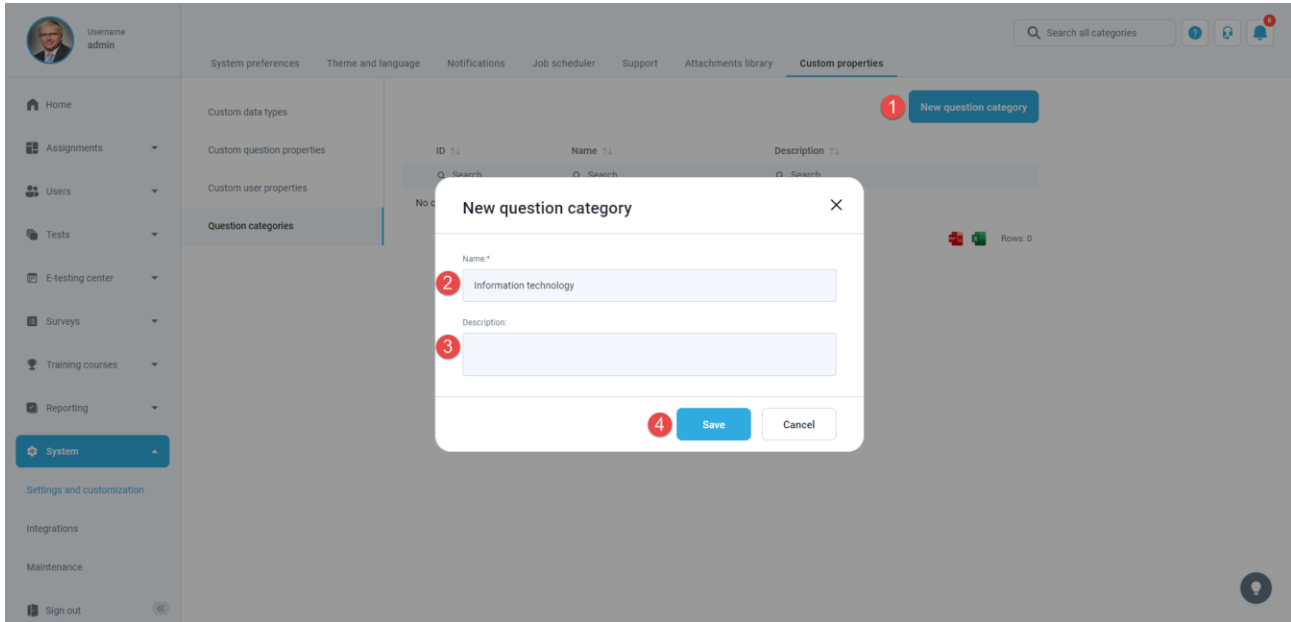 Username
admin
Search all categories
8
System preferences Theme and language Notifications Job scheduler Support Attachments library Custom properties
Home
Assignments
Users
Tests
E-testing center
Surveys
Training courses
Reporting
System
Settings and customization
Integrations
Maintenance
Sign out
Custom data types
Custom question properties
Custom user properties
Question categories
1 New question category
ID Name Description
Search Search Search
No
Rows: 0
New question category
Name:*
2 Information technology
Description:
3
4 Save Cancel